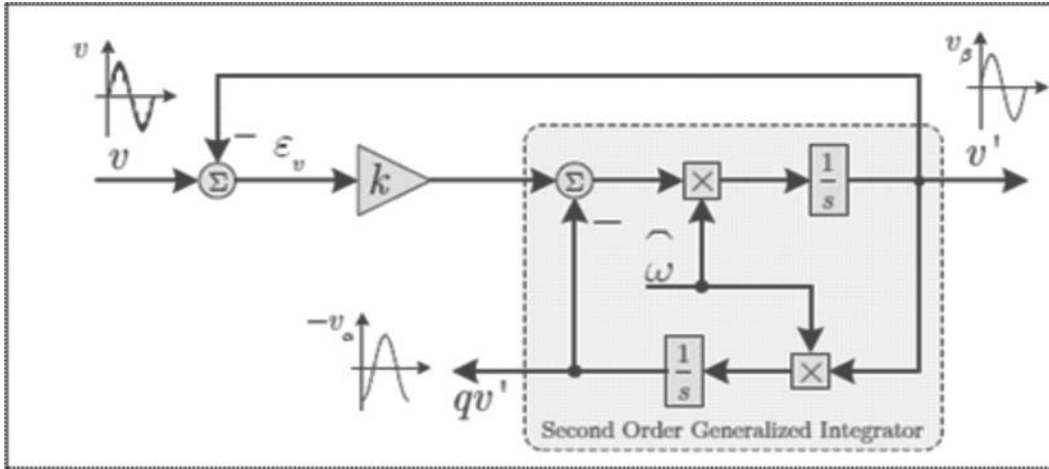 v
v_β
−
v
Σ
ε_v
k
Σ
×
1/s
v'
−
ω̂
−v_α
qv'
1/s
×
Second Order Generalized Integrator